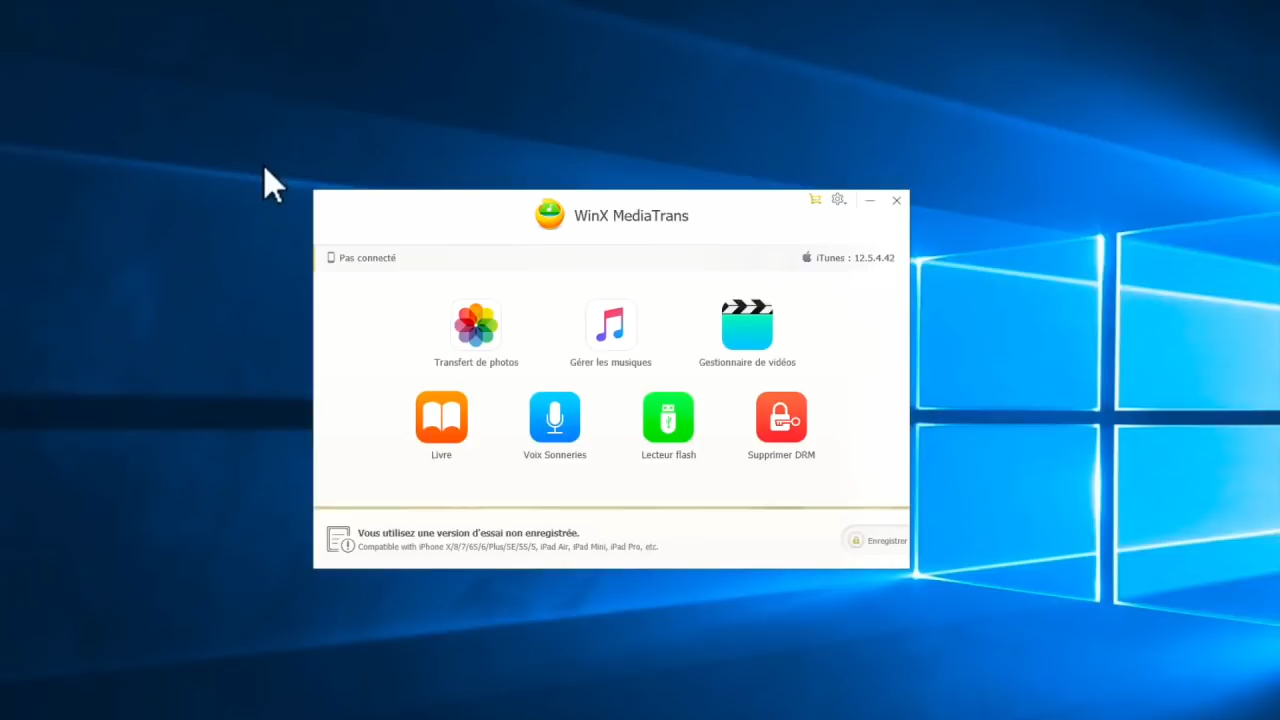 WinX MediaTrans
Pas connecté
iTunes : 12.5.4.42
Transfert de photos
Gérer les musiques
Gestionnaire de vidéos
Livre
Voix Sonneries
Lecteur flash
Supprimer DRM
Vous utilisez une version d'essai non enregistrée.
Compatible with iPhone X/8/7/6S/6/Plus/SE/5S/5, iPad Air, iPad Mini, iPad Pro, etc.
Enregistrer